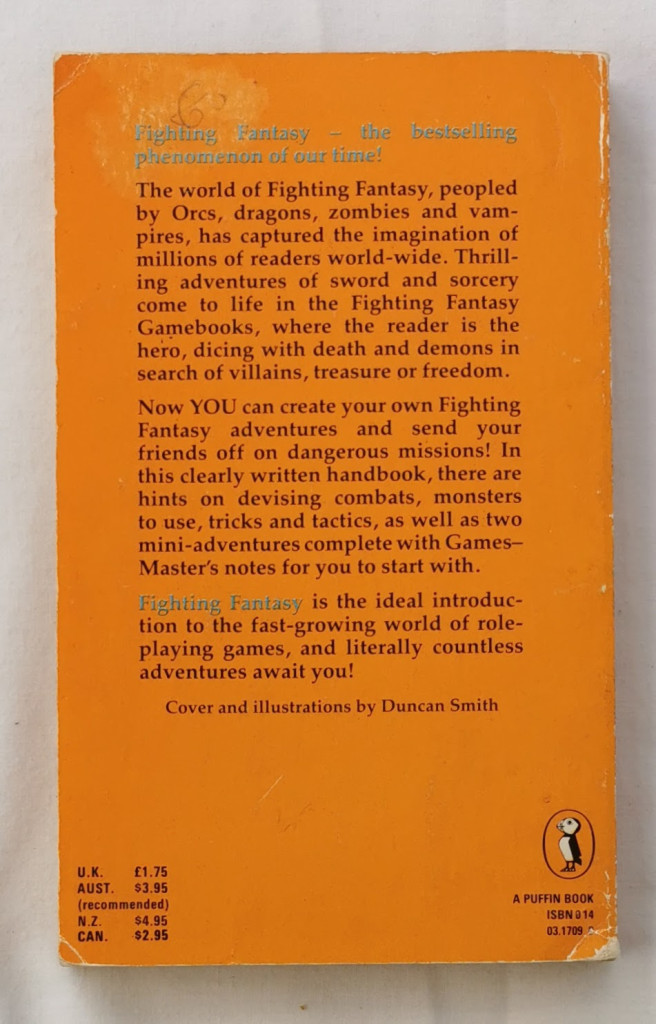 Fighting Fantasy – the bestselling
phenomenon of our time!
The world of Fighting Fantasy, peopled
by Orcs, dragons, zombies and vam-
pires, has captured the imagination of
millions of readers world-wide. Thrill-
ing adventures of sword and sorcery
come to life in the Fighting Fantasy
Gamebooks, where the reader is the
hero, dicing with death and demons in
search of villains, treasure or freedom.
Now YOU can create your own Fighting
Fantasy adventures and send your
friends off on dangerous missions! In
this clearly written handbook, there are
hints on devising combats, monsters
to use, tricks and tactics, as well as two
mini-adventures complete with Games–
Master's notes for you to start with.
Fighting Fantasy is the ideal introduc-
tion to the fast-growing world of role-
playing games, and literally countless
adventures await you!
Cover and illustrations by Duncan Smith
U.K. £1.75
AUST. $3.95
(recommended)
N.Z. $4.95
CAN. $2.95
A PUFFIN BOOK
ISBN 0 14
03.1709